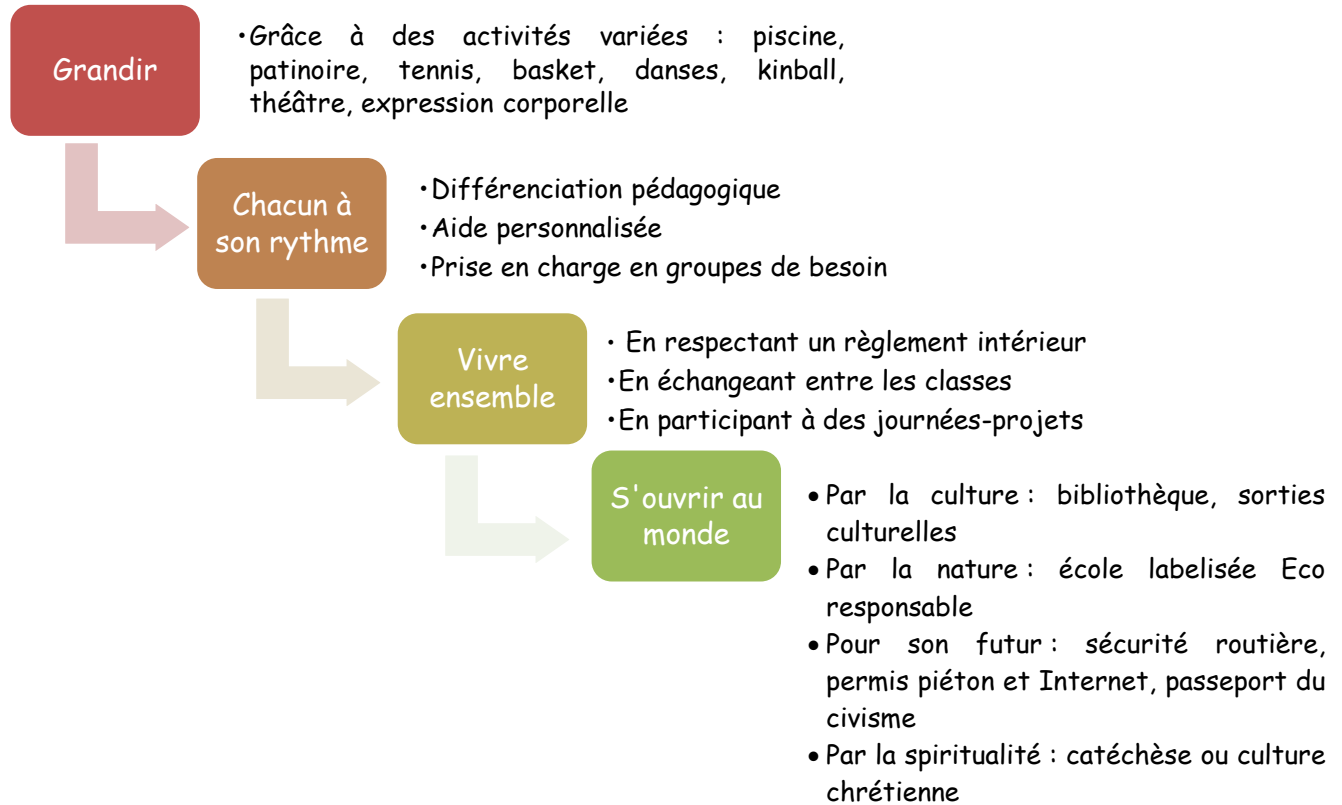 Grandir
·Grâce à des activités variées : piscine,
patinoire, tennis, basket, danses, kinball,
théâtre, expression corporelle
Chacun à
son rythme
·Différenciation pédagogique
·Aide personnalisée
·Prise en charge en groupes de besoin
Vivre
ensemble
· En respectant un règlement intérieur
·En échangeant entre les classes
·En participant à des journées-projets
S'ouvrir au
monde
• Par la culture : bibliothèque, sorties
culturelles
• Par la nature : école labelisée Eco
responsable
• Pour son futur : sécurité routière,
permis piéton et Internet, passeport du
civisme
• Par la spiritualité : catéchèse ou culture
chrétienne